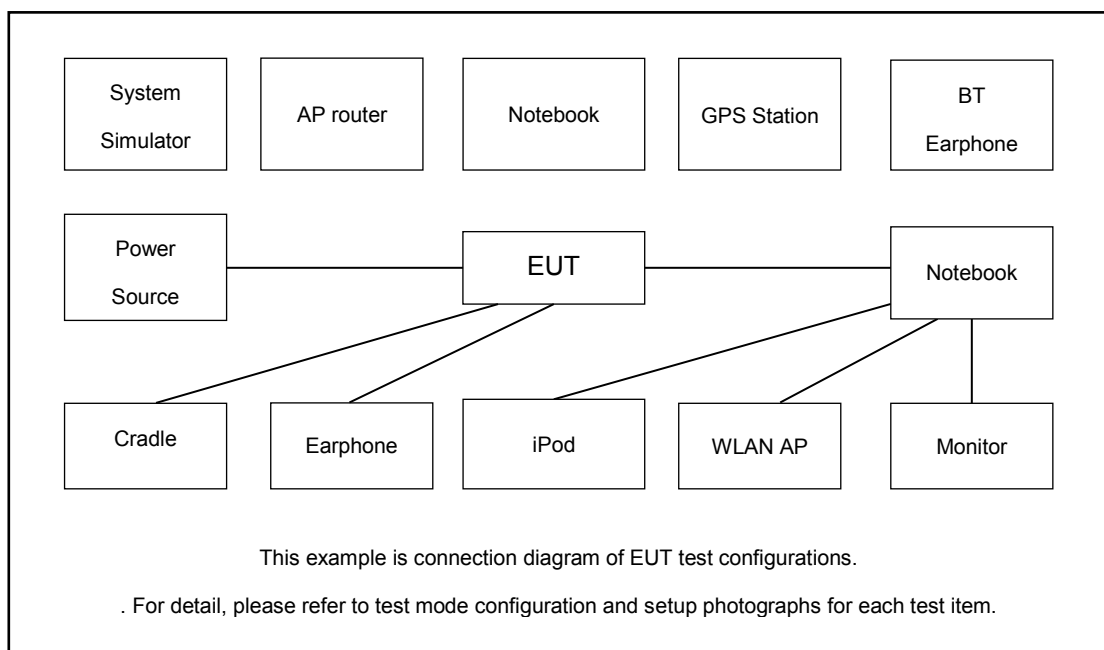 System
Simulator
AP router
Notebook
GPS Station
BT
Earphone
Power
Source
EUT
Notebook
Cradle
Earphone
iPod
WLAN AP
Monitor
This example is connection diagram of EUT test configurations.
. For detail, please refer to test mode configuration and setup photographs for each test item.